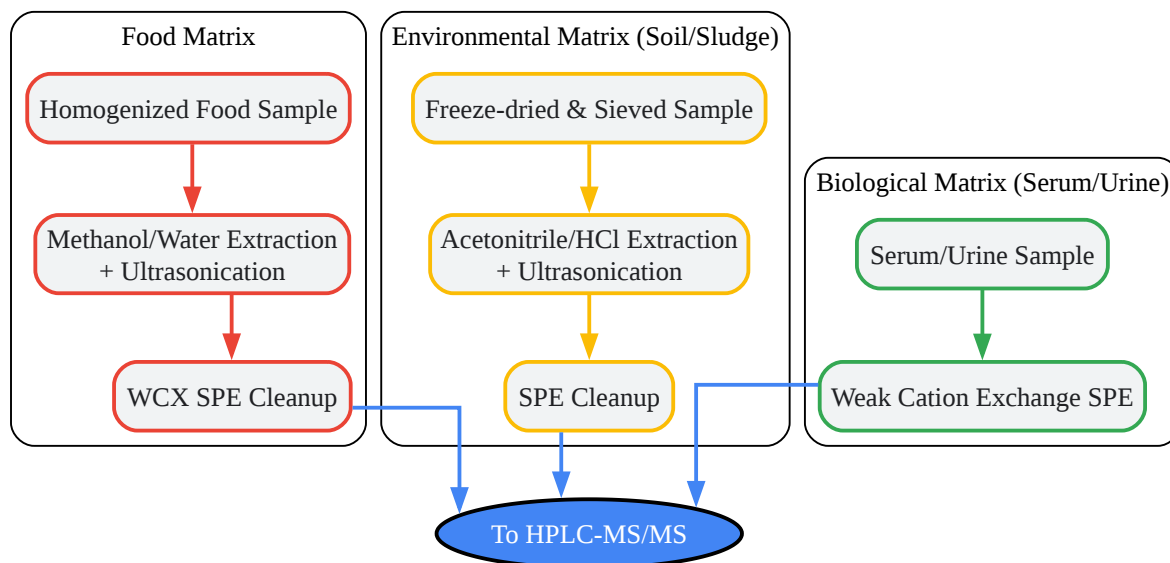 Food Matrix
Homogenized Food Sample
Methanol/Water Extraction
+ Ultrasonication
WCX SPE Cleanup
Environmental Matrix (Soil/Sludge)
Freeze-dried & Sieved Sample
Acetonitrile/HCl Extraction
+ Ultrasonication
SPE Cleanup
Biological Matrix (Serum/Urine)
Serum/Urine Sample
Weak Cation Exchange SPE
To HPLC-MS/MS